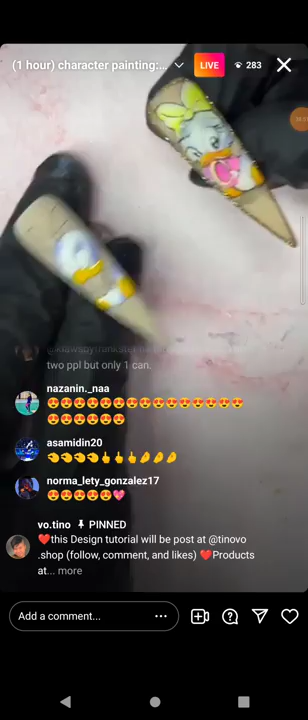 (1 hour) character painting:...
LIVE
283
two ppl but only 1 can.
nazanin._naa
asamidin20
norma_lety_gonzalez17
vo.tino PINNED
❤️this Design tutorial will be post at @tinovo
.shop (follow, comment, and likes) ❤️Products
at... more
Add a comment...